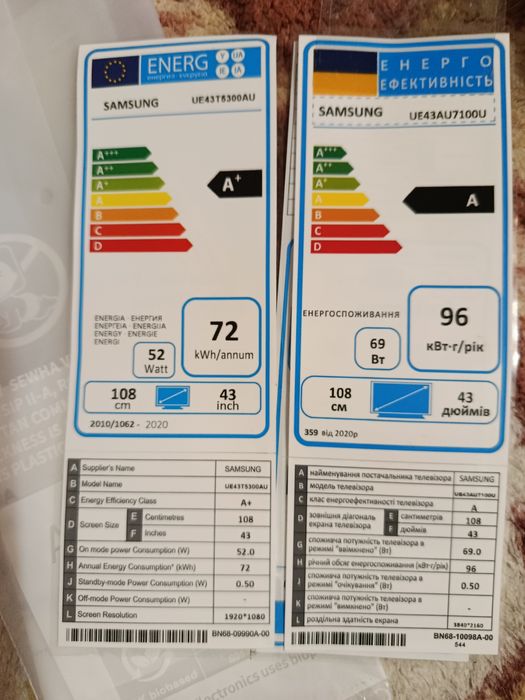 ENERG
Y UA
IE IA
енергия · ενεργεια
SAMSUNG
UE43T5300AU
A+++
A++
A+
A
B
C
D
A+
ENERGIA · ЕНЕРГИЯ
ΕΝΕΡΓΕΙΑ · ENERGIJA
ENERGY · ENERGIE
ENERGI
72
kWh/annum
52
Watt
108
cm
43
inch
2010/1062 - 2020
A Supplier's Name SAMSUNG
B Model Name UE43T5300AU
C Energy Efficiency Class A+
D Screen Size E Centimetres 108
F Inches 43
G On mode power Consumption (W) 52.0
H Annual Energy Consumption* (kWh) 72
J Standby-mode Power Consumption (W) 0.50
K Off-mode Power Consumption (W) -
L Screen Resolution 1920*1080
BN68-09990A-00
ЕНЕРГО
ЕФЕКТИВНІСТЬ
SAMSUNG
UE43AU7100U
A+++
A++
A+
A
B
C
D
A
ЕНЕРГОСПОЖИВАННЯ
96
кВт·г/рік
69
Вт
108
см
43
дюймів
359 від 2020р
A найменування постачальника телевізора SAMSUNG
B модель телевізора UE43AU7100U
C клас енергоефективності телевізора A
D зовнішня діагональ екрана телевізора E сантиметрів 108
F дюймів 43
G споживча потужність телевізора в режимі "ввімкнено" (Вт) 69.0
H річний обсяг енергоспоживання (кВт-г/рік) 96
J споживча потужність телевізора в режимі "очікування" (Вт) 0.50
K споживча потужність телевізора в режимі "вимкнено" (Вт) -
L роздільна здатність екрана 3840*2160
BN68-10098A-00
544